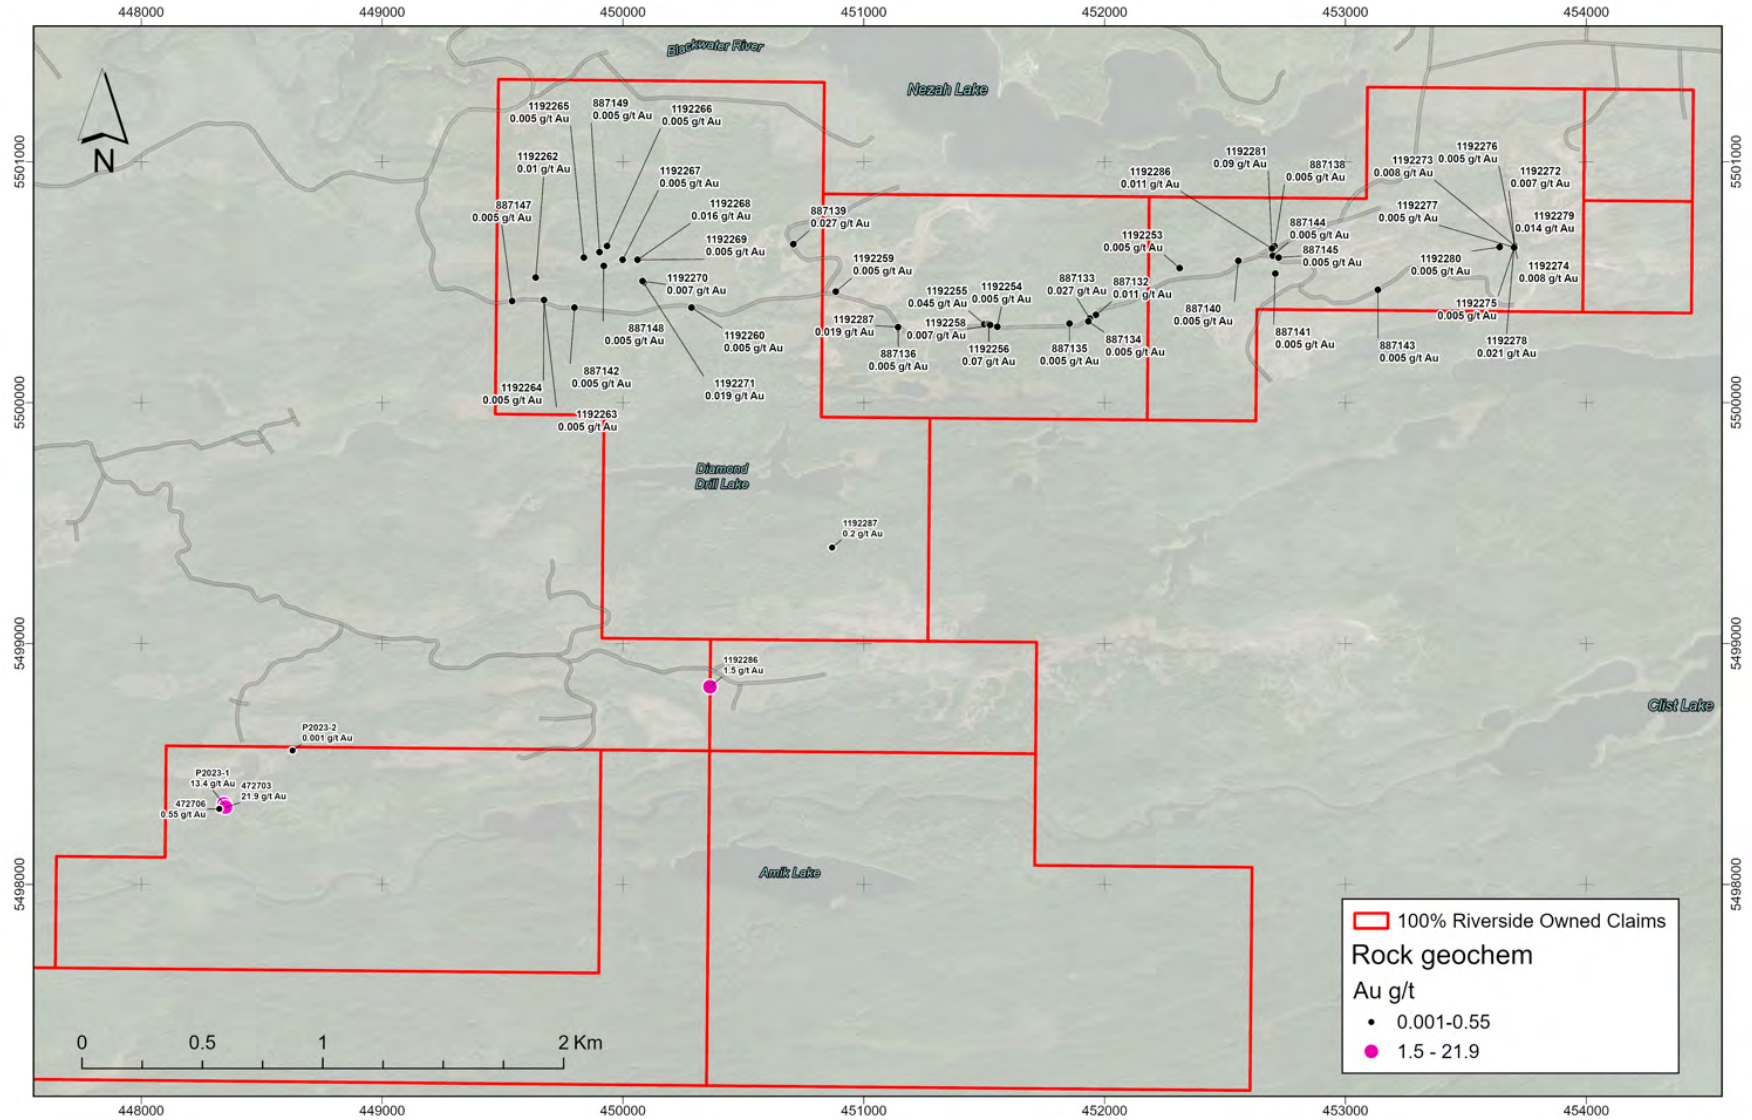 448000
449000
450000
451000
452000
453000
454000
Blackwater River
Nezah Lake
N
5501000
5501000
5500000
5500000
5499000
5499000
5498000
5498000
1192265
0.005 g/t Au
887149
0.005 g/t Au
1192266
0.005 g/t Au
1192262
0.01 g/t Au
1192267
0.005 g/t Au
887147
0.005 g/t Au
1192268
0.016 g/t Au
1192269
0.005 g/t Au
887139
0.027 g/t Au
1192270
0.007 g/t Au
1192259
0.005 g/t Au
887148
0.005 g/t Au
1192260
0.005 g/t Au
887142
0.005 g/t Au
1192264
0.005 g/t Au
1192271
0.019 g/t Au
1192263
0.005 g/t Au
1192287
0.019 g/t Au
887136
0.005 g/t Au
1192255
0.045 g/t Au
1192254
0.005 g/t Au
1192258
0.007 g/t Au
1192256
0.07 g/t Au
887133
0.027 g/t Au
887132
0.011 g/t Au
887135
0.005 g/t Au
887134
0.005 g/t Au
1192253
0.005 g/t Au
1192286
0.011 g/t Au
1192281
0.09 g/t Au
887138
0.005 g/t Au
887144
0.005 g/t Au
887145
0.005 g/t Au
887140
0.005 g/t Au
887141
0.005 g/t Au
887143
0.005 g/t Au
1192273
0.008 g/t Au
1192276
0.005 g/t Au
1192272
0.007 g/t Au
1192277
0.005 g/t Au
1192279
0.014 g/t Au
1192280
0.005 g/t Au
1192274
0.008 g/t Au
1192275
0.005 g/t Au
1192278
0.021 g/t Au
Diamond
Drill Lake
1192287
0.2 g/t Au
1192286
1.5 g/t Au
Clist Lake
P2023-2
0.001 g/t Au
P2023-1
13.4 g/t Au
472703
21.9 g/t Au
472706
0.55 g/t Au
Amik Lake
100% Riverside Owned Claims
Rock geochem
Au g/t
0.001-0.55
1.5 - 21.9
0
0.5
1
2 Km
448000
449000
450000
451000
452000
453000
454000